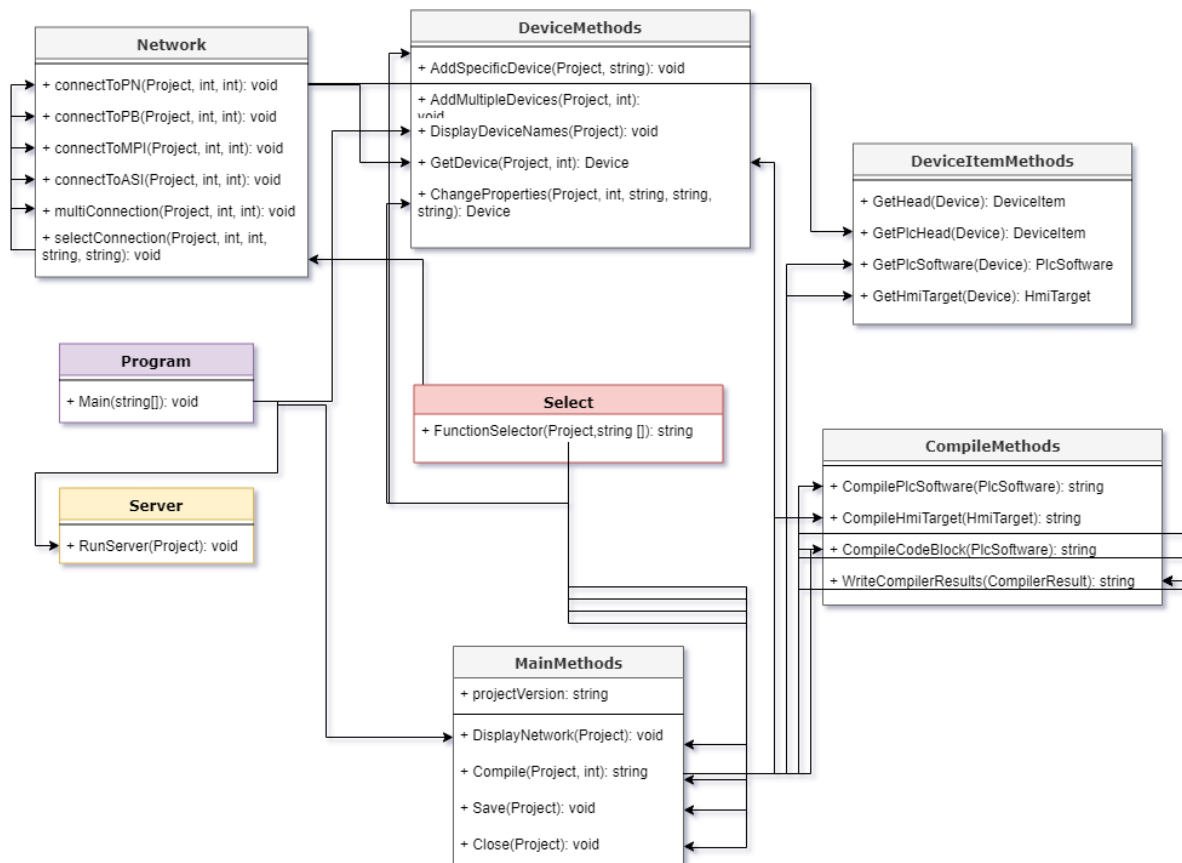 Network
+ connectToPN(Project, int, int): void
+ connectToPB(Project, int, int): void
+ connectToMPI(Project, int, int): void
+ connectToASI(Project, int, int): void
+ multiConnection(Project, int, int): void
+ selectConnection(Project, int, int,
string, string): void
DeviceMethods
+ AddSpecificDevice(Project, string): void
+ AddMultipleDevices(Project, int):
void
+ DisplayDeviceNames(Project): void
+ GetDevice(Project, int): Device
+ ChangeProperties(Project, int, string, string,
string): Device
DeviceItemMethods
+ GetHead(Device): DeviceItem
+ GetPlcHead(Device): DeviceItem
+ GetPlcSoftware(Device): PlcSoftware
+ GetHmiTarget(Device): HmiTarget
Program
+ Main(string[]): void
Select
+ FunctionSelector(Project,string []): string
Server
+ RunServer(Project): void
CompileMethods
+ CompilePlcSoftware(PlcSoftware): string
+ CompileHmiTarget(HmiTarget): string
+ CompileCodeBlock(PlcSoftware): string
+ WriteCompilerResults(CompilerResult): string
MainMethods
+ projectVersion: string
+ DisplayNetwork(Project): void
+ Compile(Project, int): string
+ Save(Project): void
+ Close(Project): void